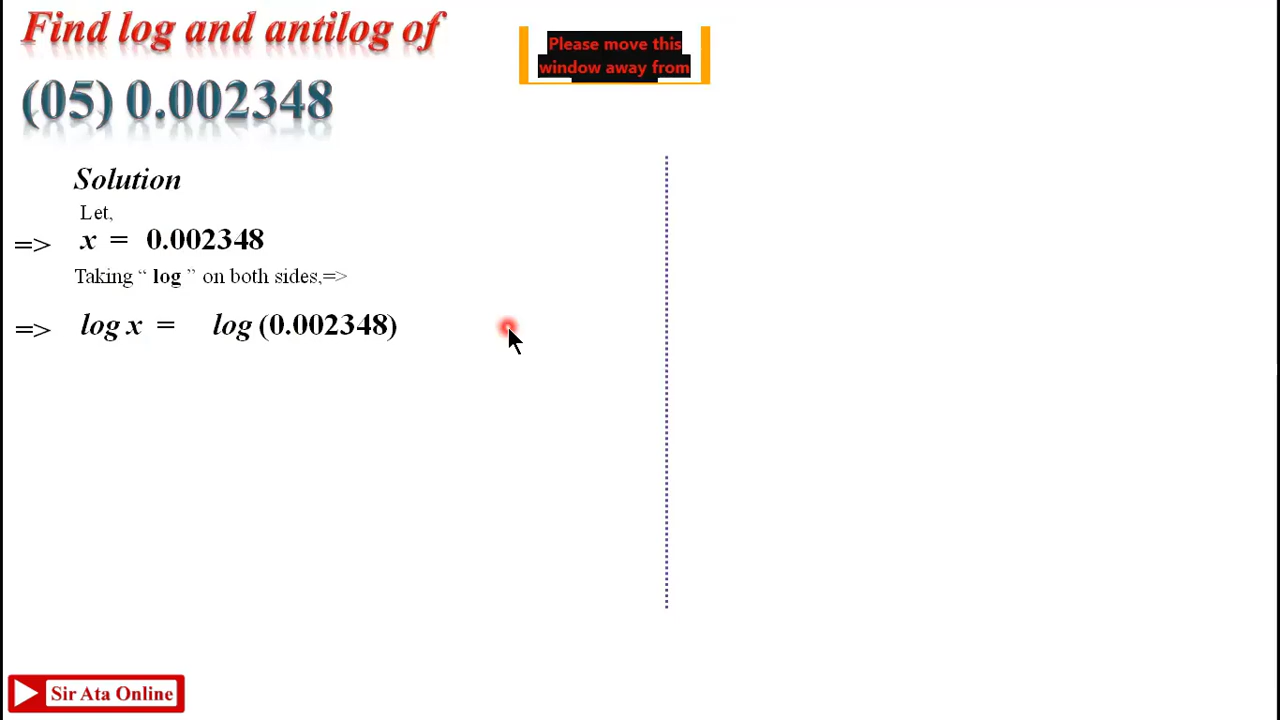 Find log and antilog of
(05) 0.002348
Please move this
window away from
Solution
Let,
=> x = 0.002348
Taking “ log ” on both sides,=>
=> log x = log (0.002348)
Sir Ata Online